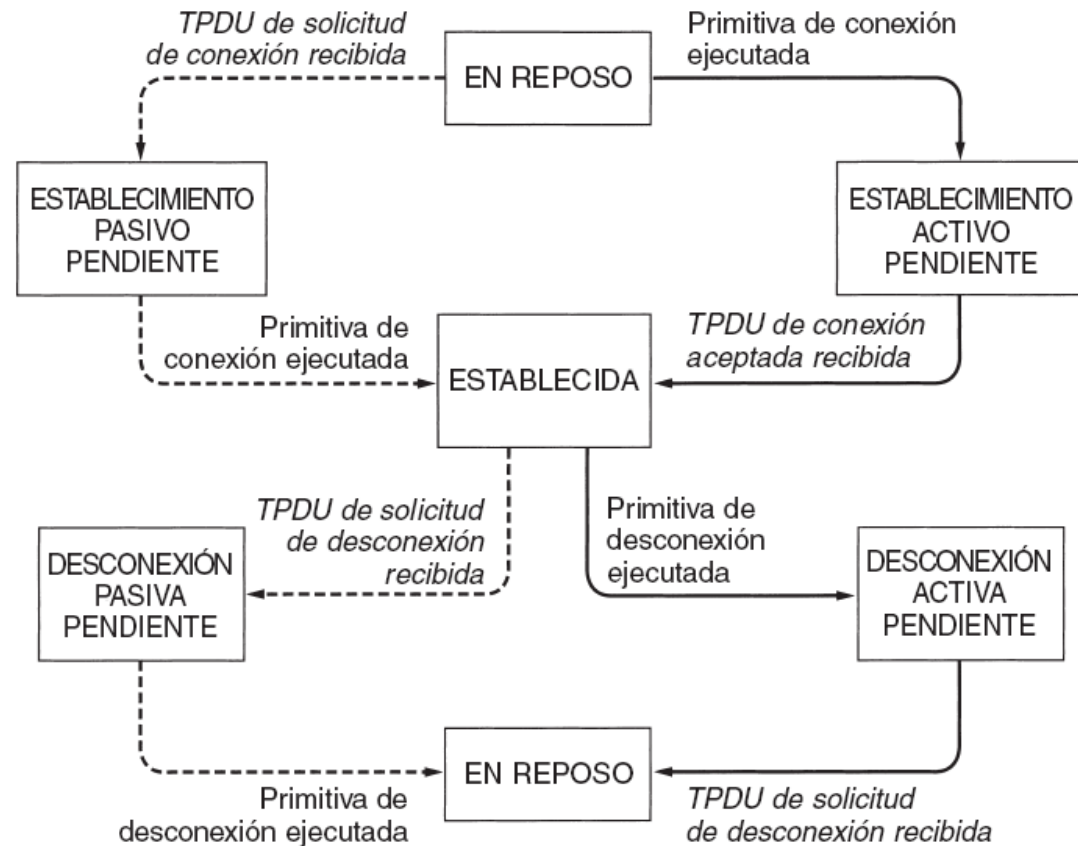 TPDU de solicitud
de conexión recibida
Primitiva de conexión
ejecutada
EN REPOSO
ESTABLECIMIENTO
PASIVO
PENDIENTE
ESTABLECIMIENTO
ACTIVO
PENDIENTE
Primitiva de
conexión ejecutada
TPDU de conexión
aceptada recibida
ESTABLECIDA
TPDU de solicitud
de desconexión
recibida
Primitiva de
desconexión
ejecutada
DESCONEXIÓN
PASIVA
PENDIENTE
DESCONEXIÓN
ACTIVA
PENDIENTE
EN REPOSO
Primitiva de
desconexión ejecutada
TPDU de solicitud
de desconexión recibida